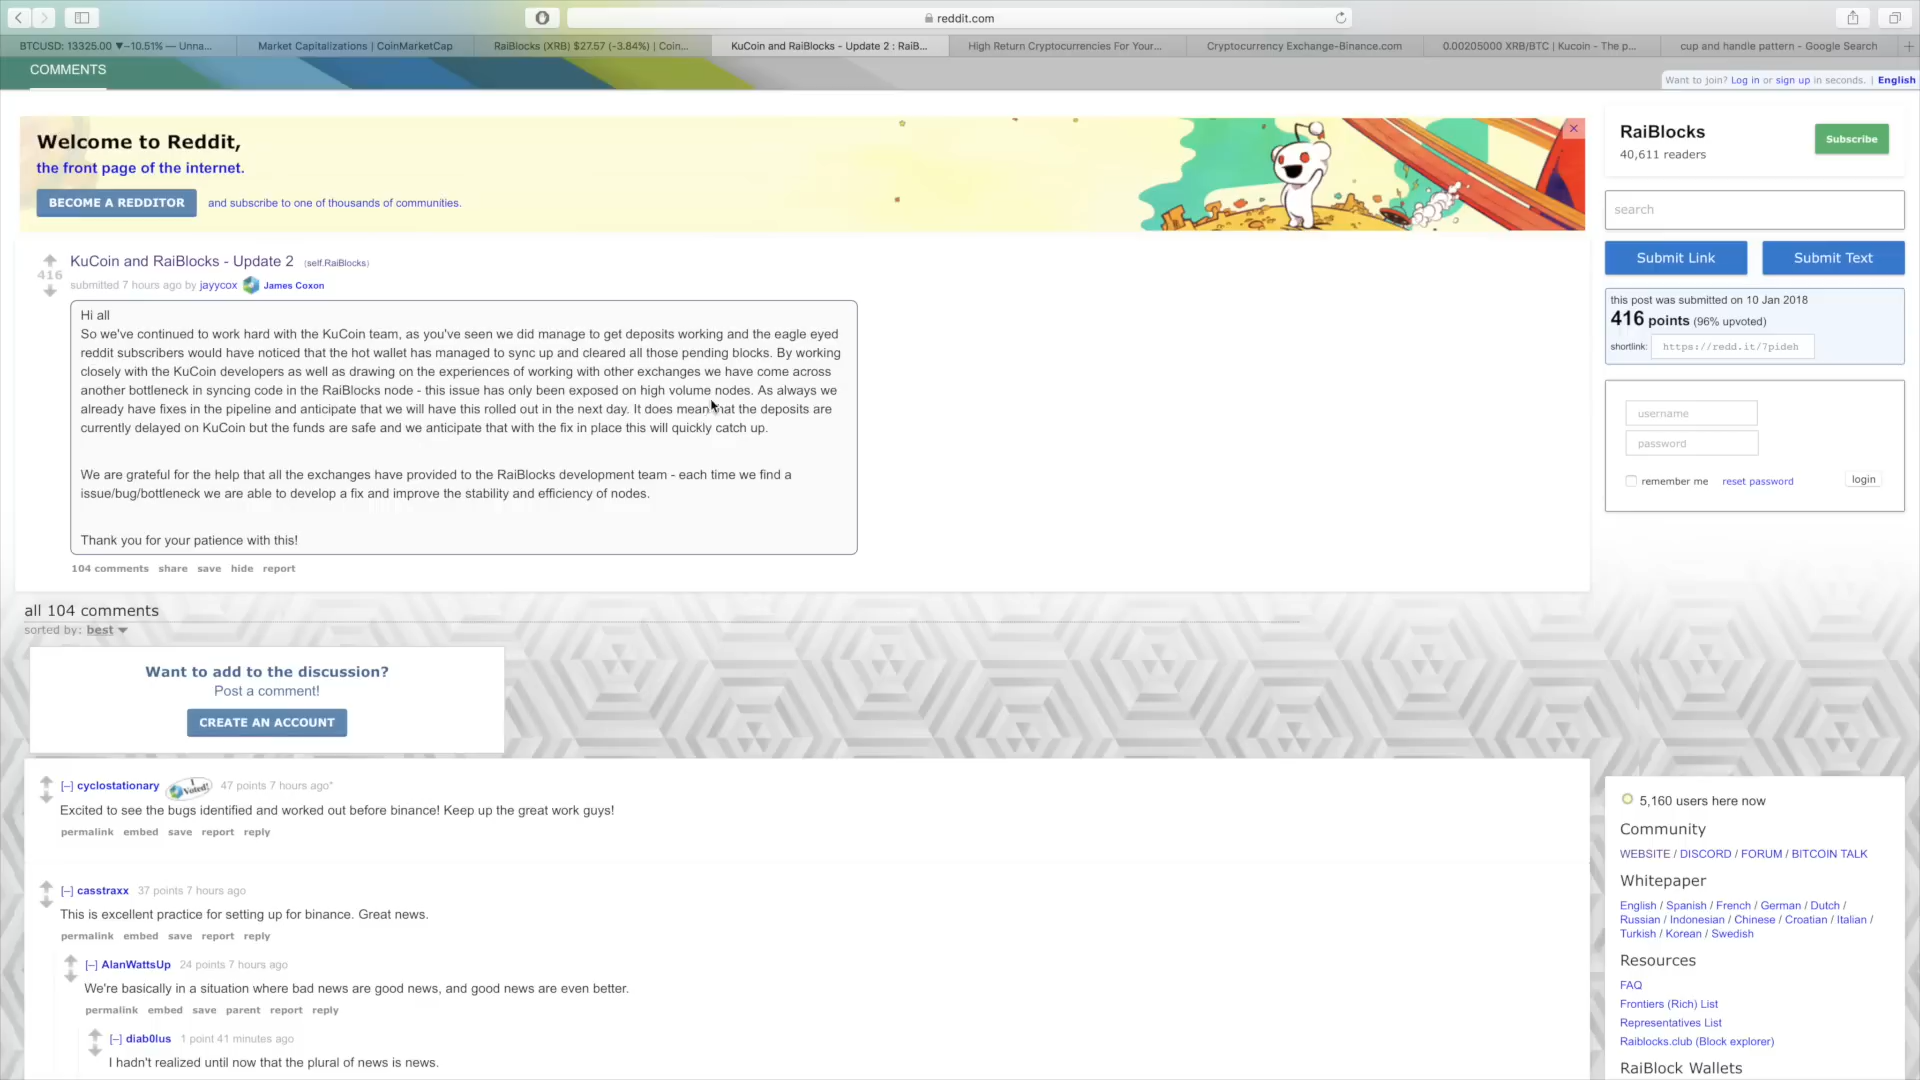 reddit.com
BTCUSD: 13325.00 ▼−10.51% — Unna...
Market Capitalizations | CoinMarketCap
RaiBlocks (XRB) $27.57 (-3.84%) | Coin...
KuCoin and RaiBlocks - Update 2 : RaiB...
High Return Cryptocurrencies For Your...
Cryptocurrency Exchange-Binance.com
0.00205000 XRB/BTC | Kucoin - The p...
cup and handle pattern - Google Search
COMMENTS
Want to join? Log in or sign up in seconds. | English
Welcome to Reddit,
the front page of the internet.
BECOME A REDDITOR and subscribe to one of thousands of communities.
416
KuCoin and RaiBlocks - Update 2 (self.RaiBlocks)
submitted 7 hours ago by jayycox James Coxon
Hi all
So we've continued to work hard with the KuCoin team, as you've seen we did manage to get deposits working and the eagle eyed
reddit subscribers would have noticed that the hot wallet has managed to sync up and cleared all those pending blocks. By working
closely with the KuCoin developers as well as drawing on the experiences of working with other exchanges we have come across
another bottleneck in syncing code in the RaiBlocks node - this issue has only been exposed on high volume nodes. As always we
already have fixes in the pipeline and anticipate that we will have this rolled out in the next day. It does mean that the deposits are
currently delayed on KuCoin but the funds are safe and we anticipate that with the fix in place this will quickly catch up.
We are grateful for the help that all the exchanges have provided to the RaiBlocks development team - each time we find a
issue/bug/bottleneck we are able to develop a fix and improve the stability and efficiency of nodes.
Thank you for your patience with this!
104 comments share save hide report
all 104 comments
sorted by: best
Want to add to the discussion?
Post a comment!
CREATE AN ACCOUNT
[–] cyclostationary I Voted! 47 points 7 hours ago*
Excited to see the bugs identified and worked out before binance! Keep up the great work guys!
permalink embed save report reply
[–] casstraxx 37 points 7 hours ago
This is excellent practice for setting up for binance. Great news.
permalink embed save report reply
[–] AlanWattsUp 24 points 7 hours ago
We're basically in a situation where bad news are good news, and good news are even better.
permalink embed save parent report reply
[–] diab0lus 1 point 41 minutes ago
I hadn't realized until now that the plural of news is news.
RaiBlocks
40,611 readers
Subscribe
search
Submit Link
Submit Text
this post was submitted on 10 Jan 2018
416 points (96% upvoted)
shortlink: https://redd.it/7pideh
username
password
remember me reset password login
5,160 users here now
Community
WEBSITE / DISCORD / FORUM / BITCOIN TALK
Whitepaper
English / Spanish / French / German / Dutch /
Russian / Indonesian / Chinese / Croatian / Italian /
Turkish / Korean / Swedish
Resources
FAQ
Frontiers (Rich) List
Representatives List
Raiblocks.club (Block explorer)
RaiBlock Wallets